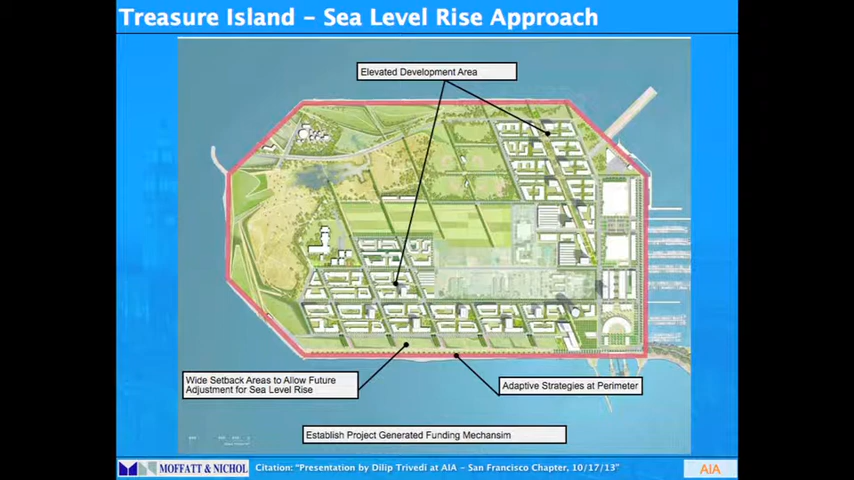 Treasure Island - Sea Level Rise Approach
Elevated Development Area
Wide Setback Areas to Allow Future
Adjustment for Sea Level Rise
Adaptive Strategies at Perimeter
Establish Project Generated Funding Mechansim
MOFFATT & NICHOL
Citation: "Presentation by Dilip Trivedi at AIA - San Francisco Chapter, 10/17/13"
AIA